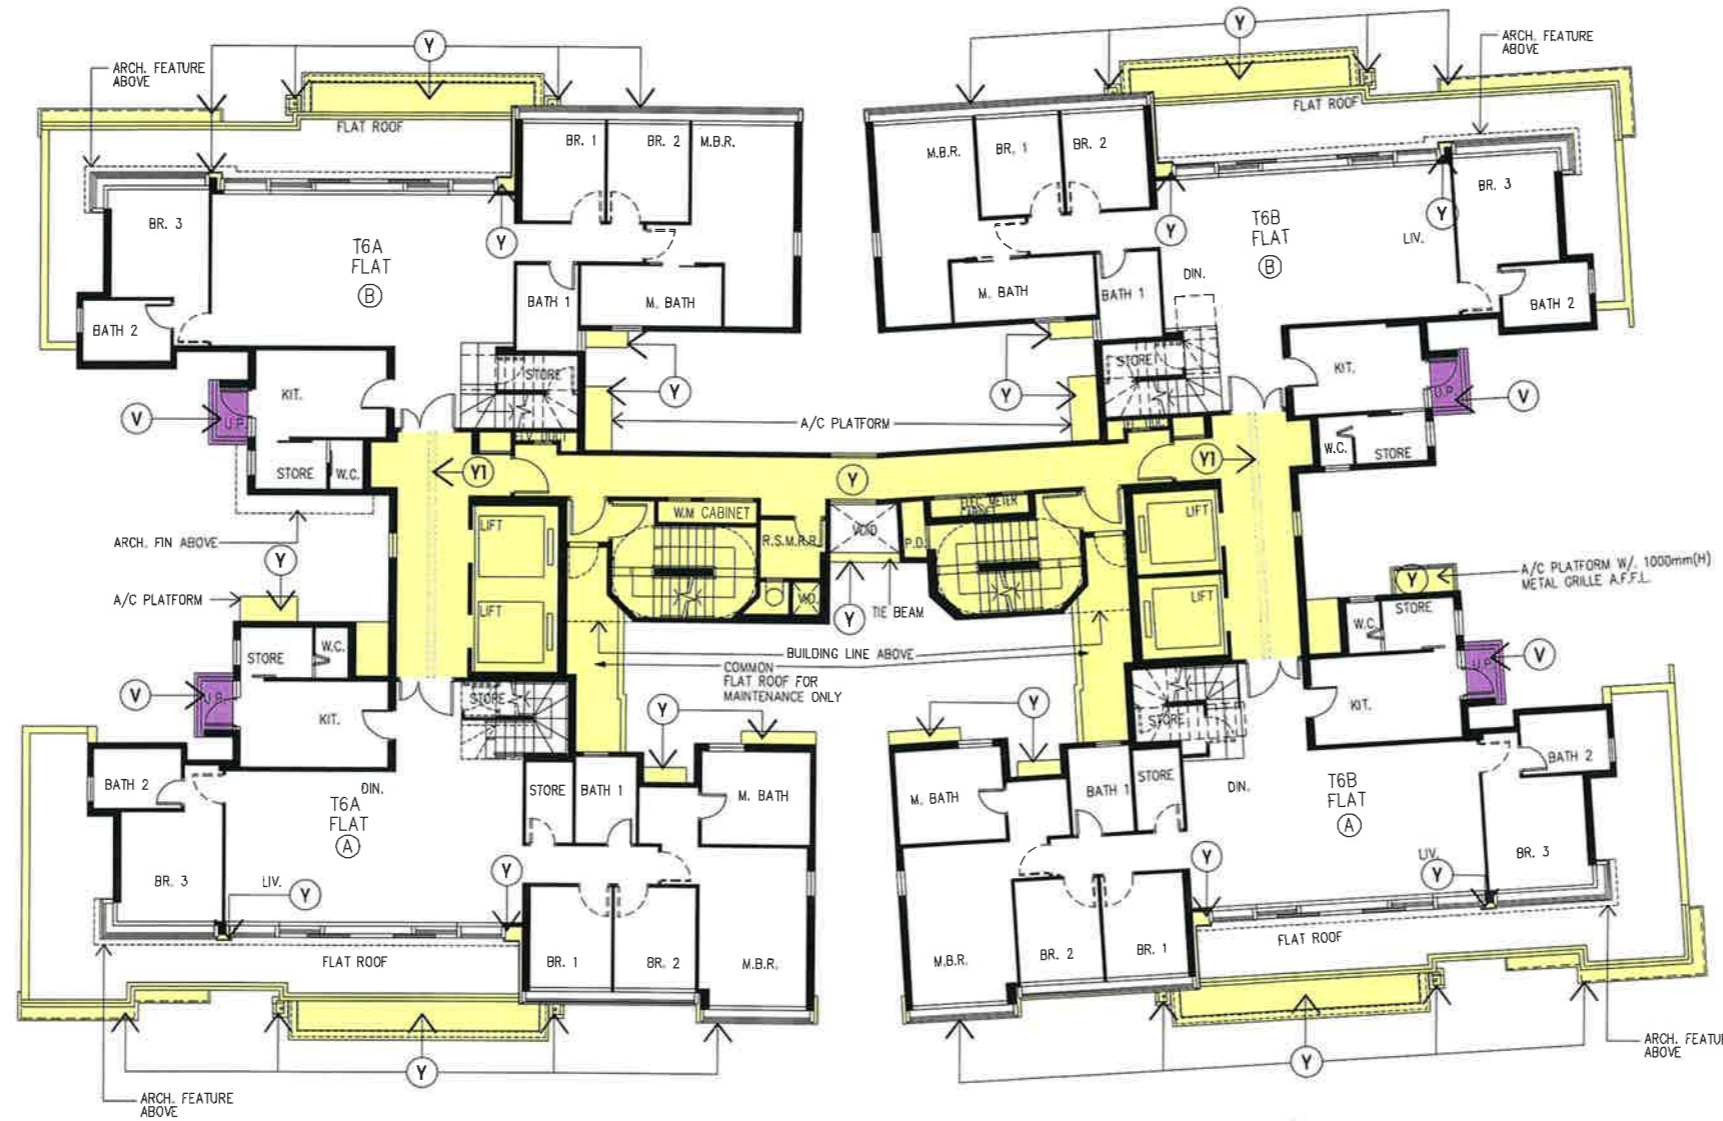 Y
Y
ARCH. FEATURE
ABOVE
ARCH. FEATURE
ABOVE
FLAT ROOF
FLAT ROOF
BR. 1
BR. 2
M.B.R.
M.B.R.
BR. 1
BR. 2
BR. 3
BR. 3
Y
Y
Y
T6A
FLAT
B
T6B
FLAT
B
LIV.
DIN.
BATH 1
M. BATH
M. BATH
BATH 1
BATH 2
BATH 2
STORE
STORE
KIT.
KIT.
Y
Y
V
U.P.
A/C PLATFORM
U.P.
V
STORE
W.C.
Y1
Y
Y1
W.C.
STORE
LIFT
W.M CABINET
R.S.M.R.R.
VOID
P.D.
ELEC. METER
CABINET
LIFT
ARCH. FIN ABOVE
Y
A/C PLATFORM
LIFT
Y
TIE BEAM
LIFT
Y
A/C PLATFORM W/. 1000mm(H)
METAL GRILLE A.F.F.L.
STORE
W.C.
BUILDING LINE ABOVE
COMMON
FLAT ROOF FOR
MAINTENANCE ONLY
W.C.
STORE
V
U.P.
KIT.
STORE
Y
Y
STORE
KIT.
U.P.
V
BATH 2
DIN.
T6A
FLAT
A
STORE
BATH 1
M. BATH
M. BATH
BATH 1
STORE
DIN.
T6B
FLAT
A
BATH 2
BR. 3
LIV.
Y
Y
Y
LIV.
Y
BR. 3
FLAT ROOF
BR. 1
BR. 2
M.B.R.
M.B.R.
BR. 2
BR. 1
FLAT ROOF
Y
Y
ARCH. FEATURE
ABOVE
ARCH. FEATU
ABOVE